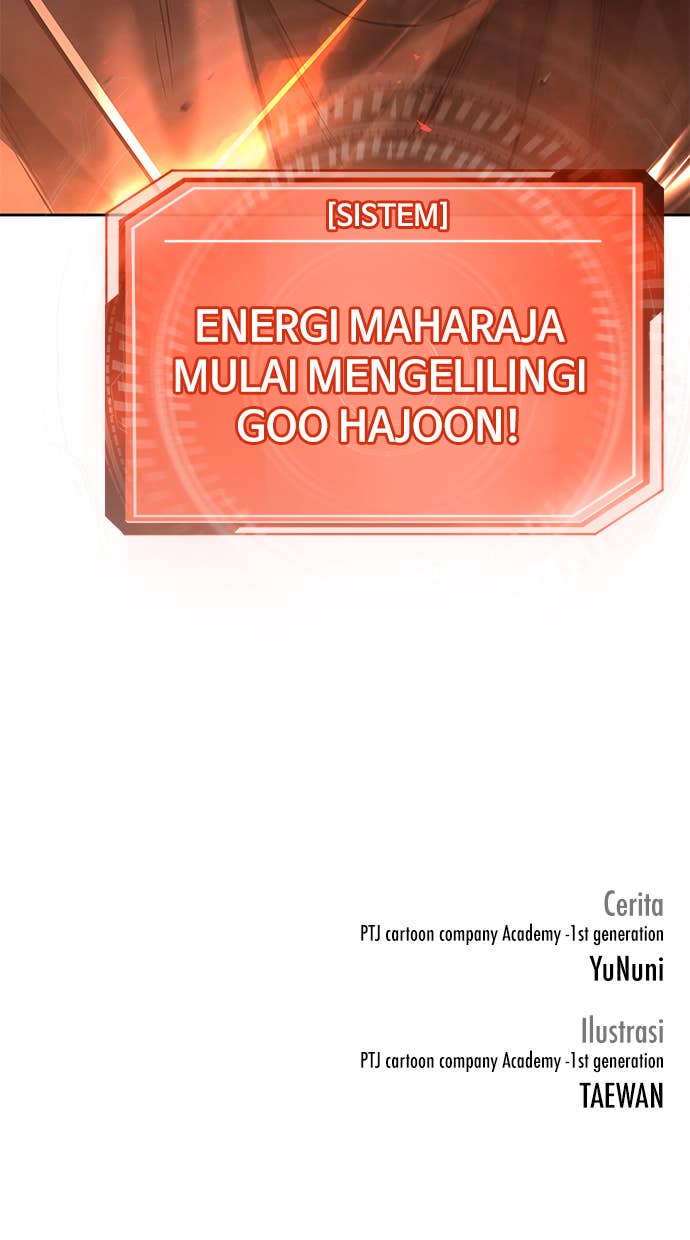 [SISTEM]
ENERGI MAHARAJA
MULAI MENGELILINGI
GOO HAJOON!
Cerita
PTJ cartoon company Academy -1st generation
YuNuni
Ilustrasi
PTJ cartoon company Academy -1st generation
TAEWAN